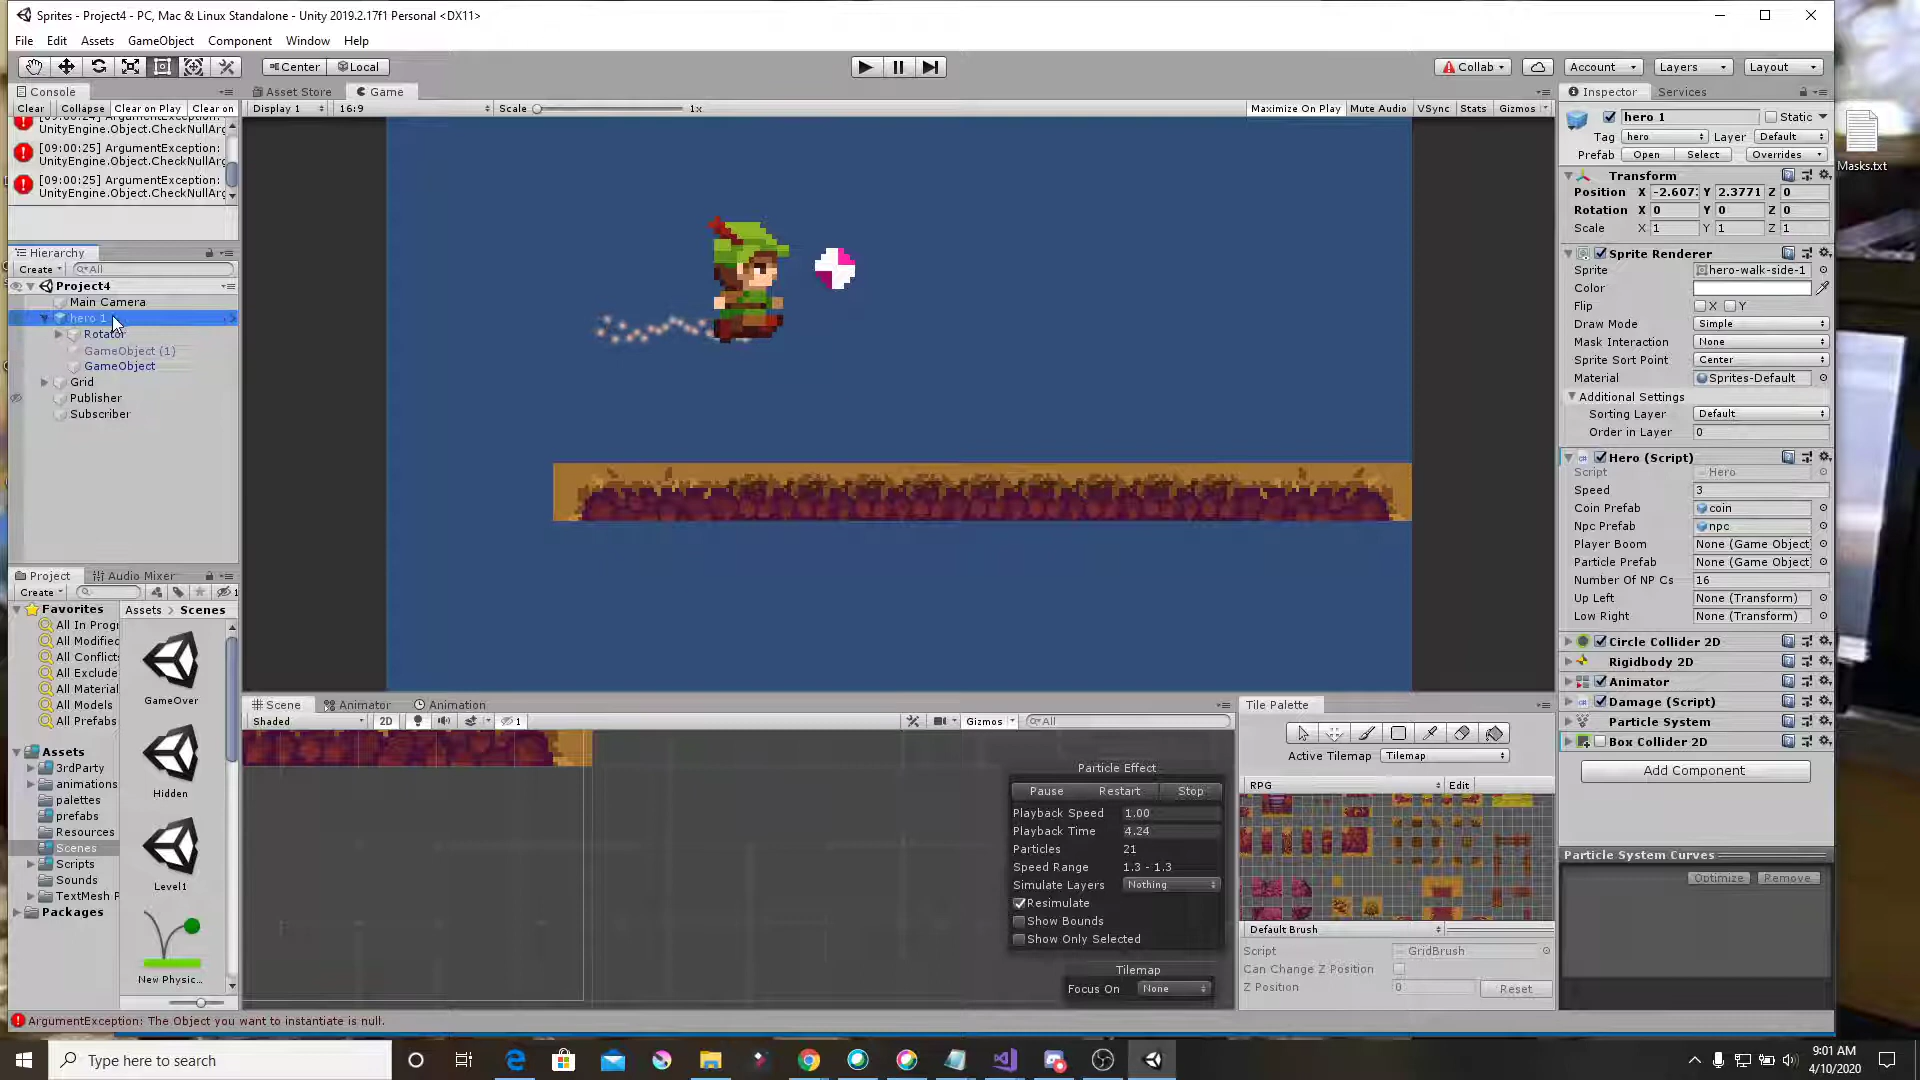 Sprites - Project4 - PC, Mac & Linux Standalone - Unity 2019.2.17f1 Personal <DX11>
File Edit Assets GameObject Component Window Help
Center Local Collab Account Layers Layout
Console Asset Store Game Inspector Services
Clear Collapse Clear on Play Clear on Display 1 16:9 Scale 1x Maximize On Play Mute Audio VSync Stats Gizmos
UnityEngine.Object.CheckNullArg
[09:00:25] ArgumentException:
UnityEngine.Object.CheckNullArg
[09:00:25] ArgumentException:
UnityEngine.Object.CheckNullArg
hero 1 Static
Tag hero Layer Default
Prefab Open Select Overrides
Transform
Position X -2.607 Y 2.3771 Z 0
Rotation X 0 Y 0 Z 0
Scale X 1 Y 1 Z 1
Sprite Renderer
Sprite hero-walk-side-1
Color
Flip X Y
Draw Mode Simple
Mask Interaction None
Sprite Sort Point Center
Material Sprites-Default
Additional Settings
Sorting Layer Default
Order in Layer 0
Hero (Script)
Script Hero
Speed 3
Coin Prefab coin
Npc Prefab npc
Player Boom None (Game Object
Particle Prefab None (Game Object
Number Of NP Cs 16
Up Left None (Transform)
Low Right None (Transform)
Circle Collider 2D
Rigidbody 2D
Animator
Damage (Script)
Particle System
Box Collider 2D
Add Component
Particle System Curves
Optimize Remove
Hierarchy
Create All
Project4
Main Camera
hero 1
Rotator
GameObject (1)
GameObject
Grid
Publisher
Subscriber
Project Audio Mixer
Create 1
Favorites
All In Progr
All Modified
All Conflicts
All Exclude
All Material
All Models
All Prefabs
Assets
3rdParty
animations
palettes
prefabs
Resources
Scenes
Scripts
Sounds
TextMesh P
Packages
Assets > Scenes
GameOver
Hidden
Level1
New Physic...
Scene Animator Animation
Shaded 2D 1 Gizmos All
Particle Effect
Pause Restart Stop
Playback Speed 1.00
Playback Time 4.24
Particles 21
Speed Range 1.3 - 1.3
Simulate Layers Nothing
Resimulate
Show Bounds
Show Only Selected
Tilemap
Focus On None
Tile Palette
Active Tilemap Tilemap
RPG Edit
Default Brush
Script GridBrush
Can Change Z Position
Z Position 0 Reset
ArgumentException: The Object you want to instantiate is null.
Masks.txt
Type here to search
9:01 AM
4/10/2020